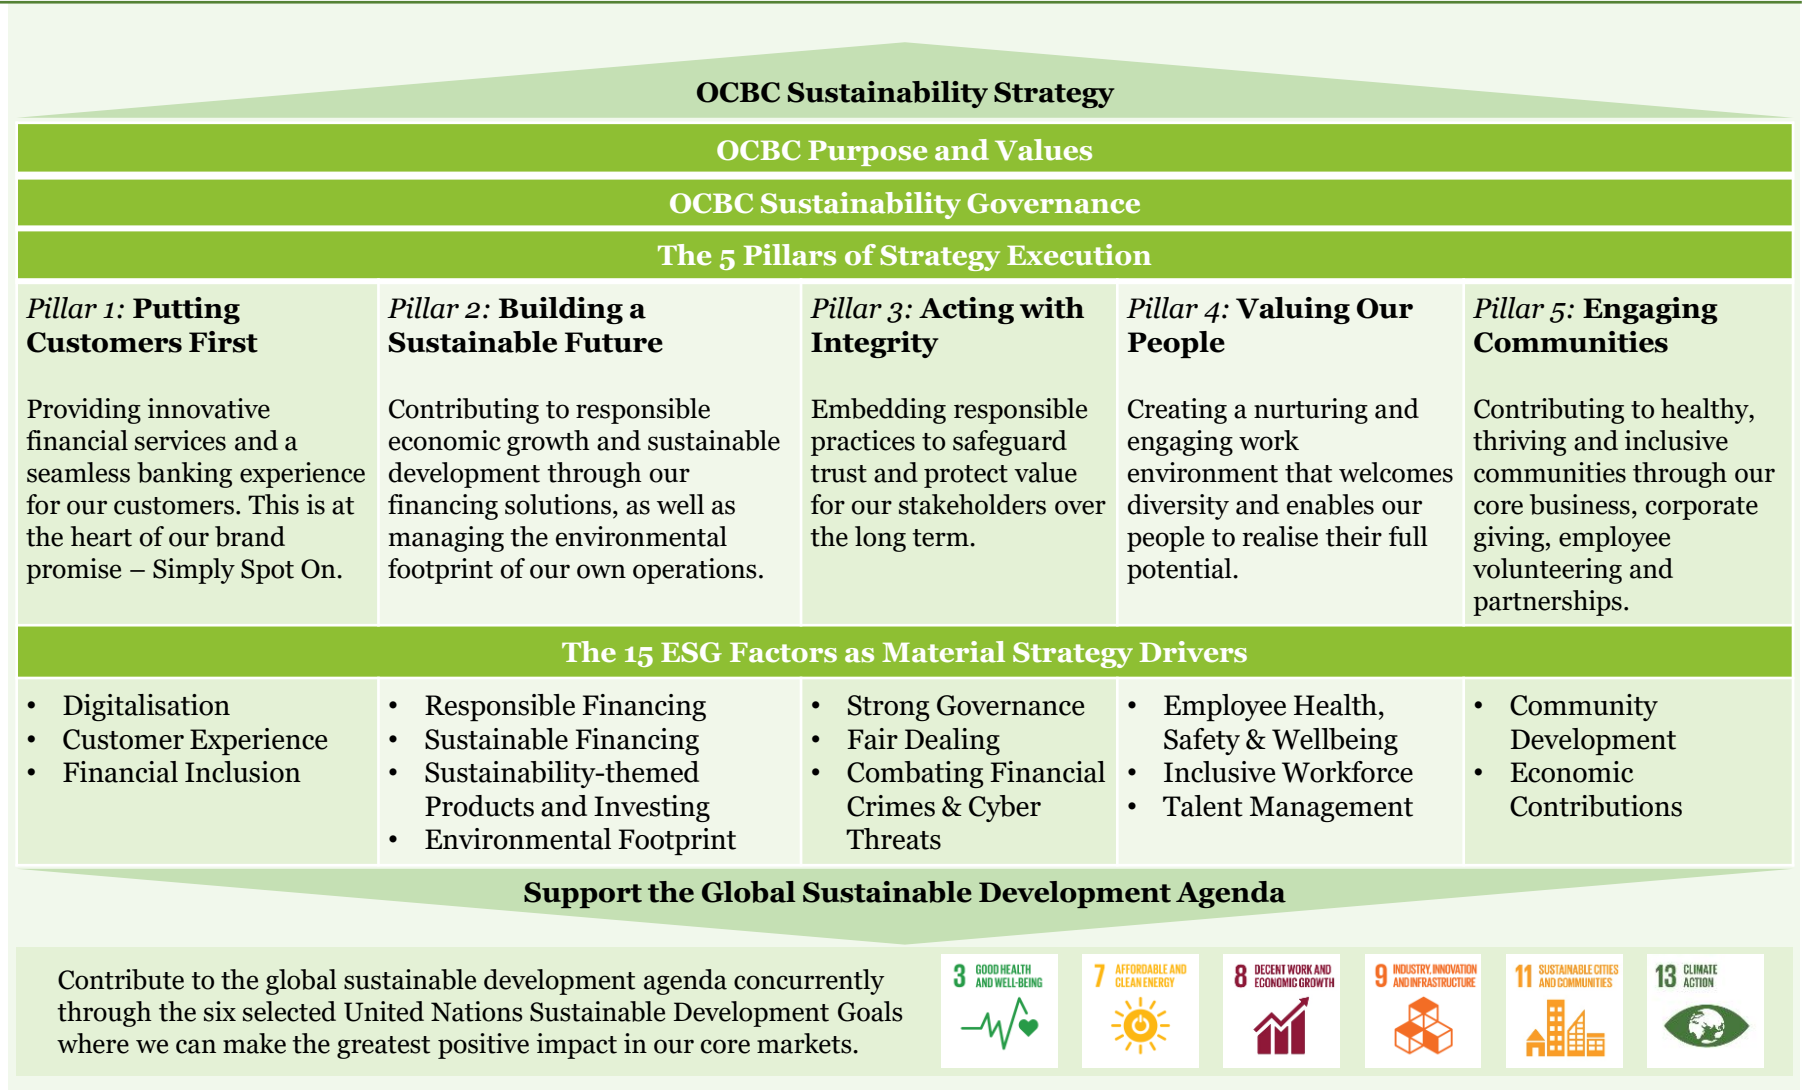 OCBC Sustainability Strategy
OCBC Purpose and Values
OCBC Sustainability Governance
The 5 Pillars of Strategy Execution
Pillar 1: Putting
Customers First
Providing innovative
financial services and a
seamless banking experience
for our customers. This is at
the heart of our brand
promise – Simply Spot On.
Pillar 2: Building a
Sustainable Future
Contributing to responsible
economic growth and sustainable
development through our
financing solutions, as well as
managing the environmental
footprint of our own operations.
Pillar 3: Acting with
Integrity
Embedding responsible
practices to safeguard
trust and protect value
for our stakeholders over
the long term.
Pillar 4: Valuing Our
People
Creating a nurturing and
engaging work
environment that welcomes
diversity and enables our
people to realise their full
potential.
Pillar 5: Engaging
Communities
Contributing to healthy,
thriving and inclusive
communities through our
core business, corporate
giving, employee
volunteering and
partnerships.
The 15 ESG Factors as Material Strategy Drivers
• Digitalisation
• Customer Experience
• Financial Inclusion
• Responsible Financing
• Sustainable Financing
• Sustainability-themed
Products and Investing
• Environmental Footprint
• Strong Governance
• Fair Dealing
• Combating Financial
Crimes & Cyber
Threats
• Employee Health,
Safety & Wellbeing
• Inclusive Workforce
• Talent Management
• Community
Development
• Economic
Contributions
Support the Global Sustainable Development Agenda
Contribute to the global sustainable development agenda concurrently
through the six selected United Nations Sustainable Development Goals
where we can make the greatest positive impact in our core markets.
3 GOOD HEALTH
AND WELL-BEING
7 AFFORDABLE AND
CLEAN ENERGY
8 DECENT WORK AND
ECONOMIC GROWTH
9 INDUSTRY, INNOVATION
AND INFRASTRUCTURE
11 SUSTAINABLE CITIES
AND COMMUNITIES
13 CLIMATE
ACTION